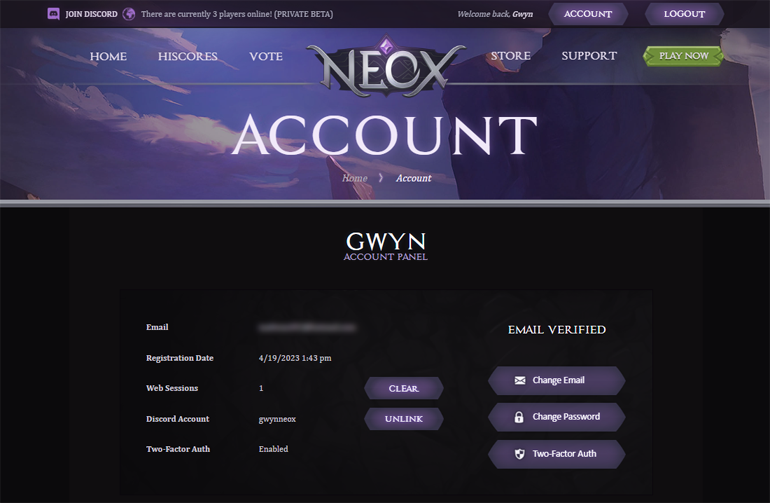 JOIN DISCORD There are currently 3 players online! (PRIVATE BETA) Welcome back, Gwyn ACCOUNT LOGOUT
HOME HISCORES VOTE NEOX STORE SUPPORT PLAY NOW
ACCOUNT
Home Account
GWYN
ACCOUNT PANEL
Email
EMAIL VERIFIED
Registration Date 4/19/2023 1:43 pm
Change Email
Web Sessions 1 CLEAR
Change Password
Discord Account gwynneox UNLINK
Two-Factor Auth Enabled
Two-Factor Auth